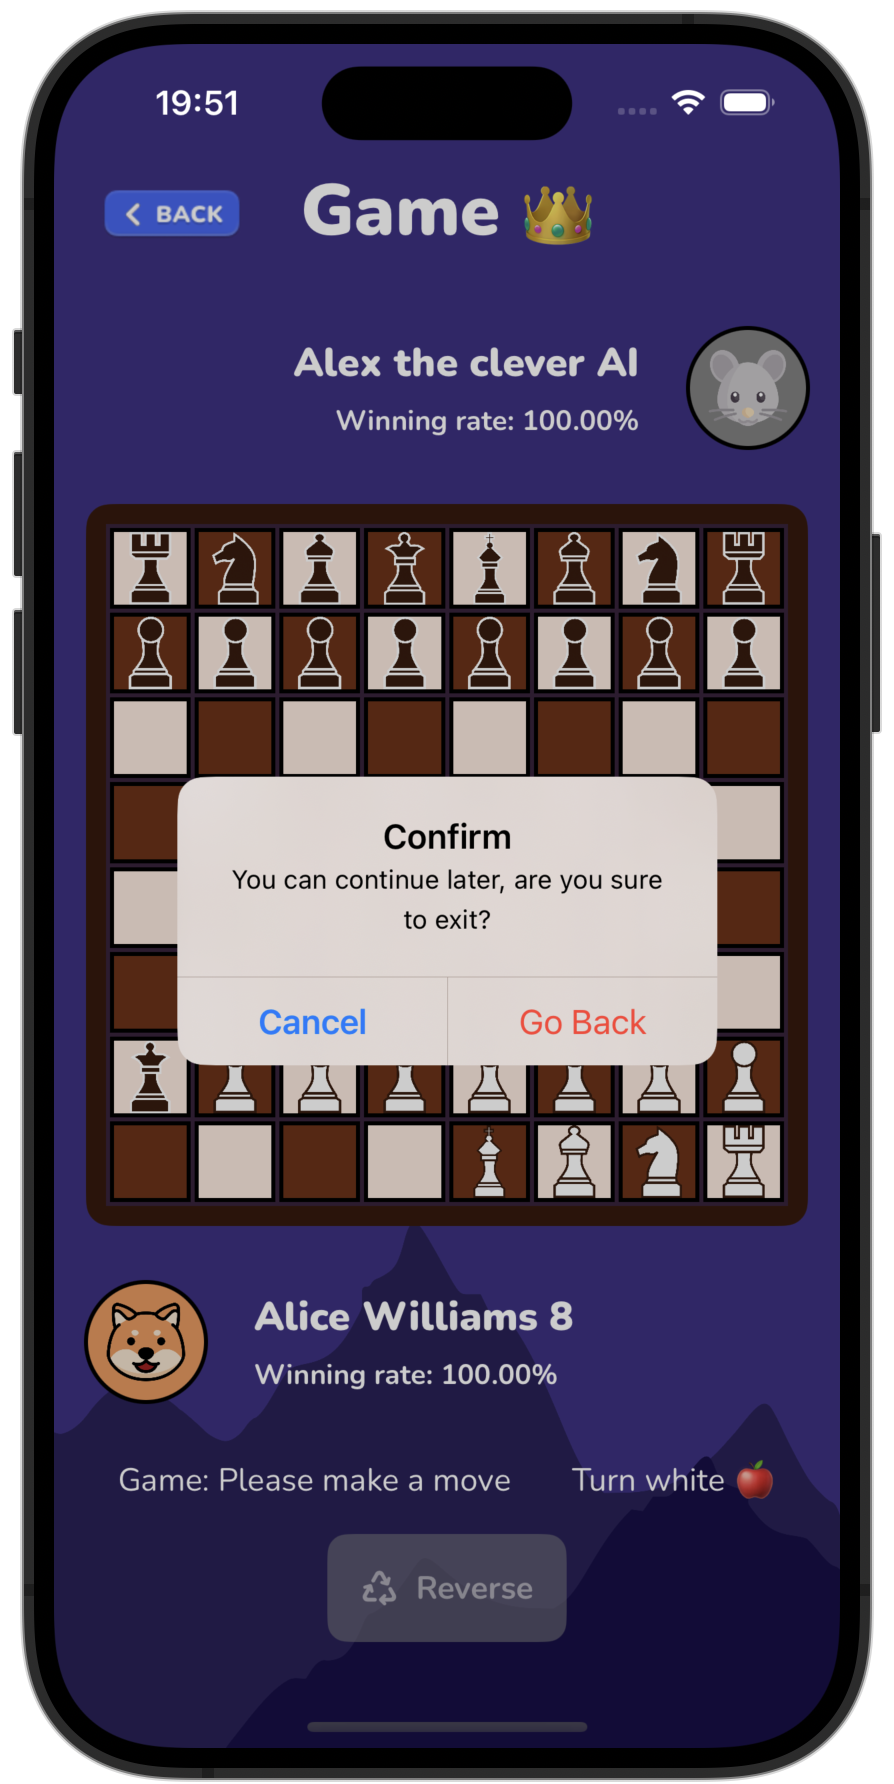 19:51
BACK
Game
Alex the clever AI
Winning rate: 100.00%
Confirm
You can continue later, are you sure
to exit?
Cancel
Go Back
Alice Williams 8
Winning rate: 100.00%
Game: Please make a move
Turn white
Reverse